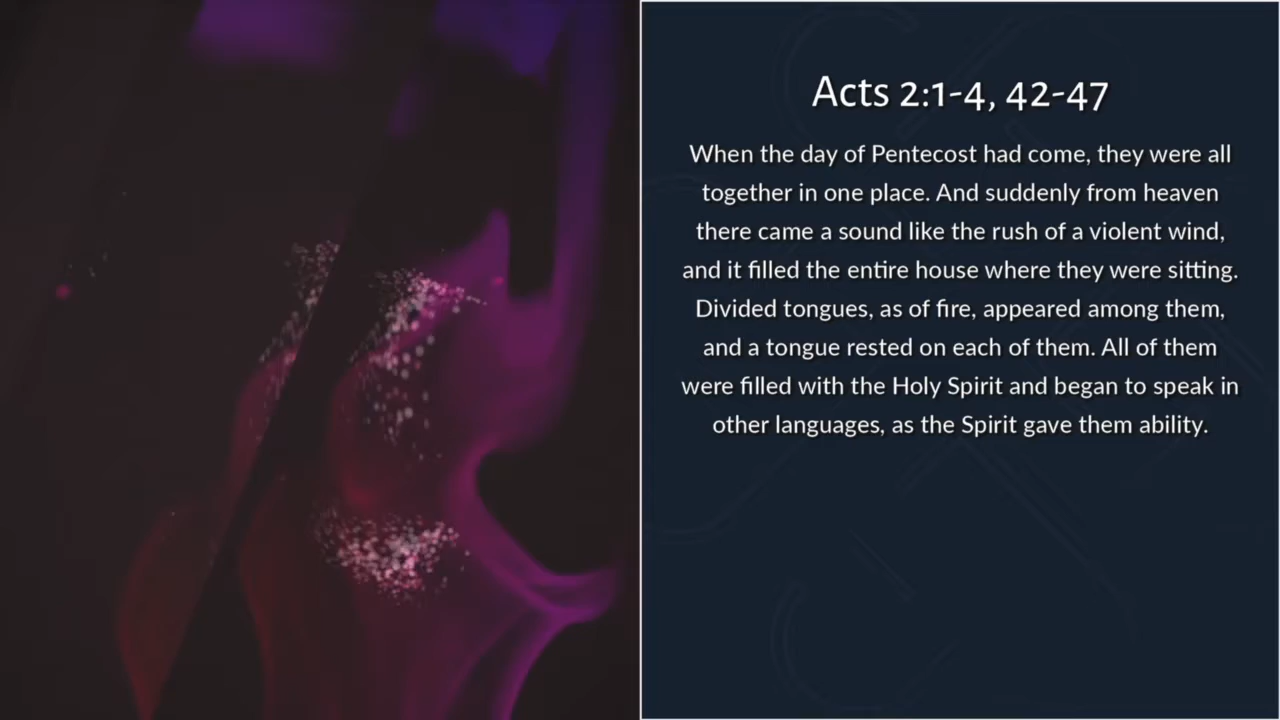 Acts 2:1-4, 42-47
When the day of Pentecost had come, they were all
together in one place. And suddenly from heaven
there came a sound like the rush of a violent wind,
and it filled the entire house where they were sitting.
Divided tongues, as of fire, appeared among them,
and a tongue rested on each of them. All of them
were filled with the Holy Spirit and began to speak in
other languages, as the Spirit gave them ability.